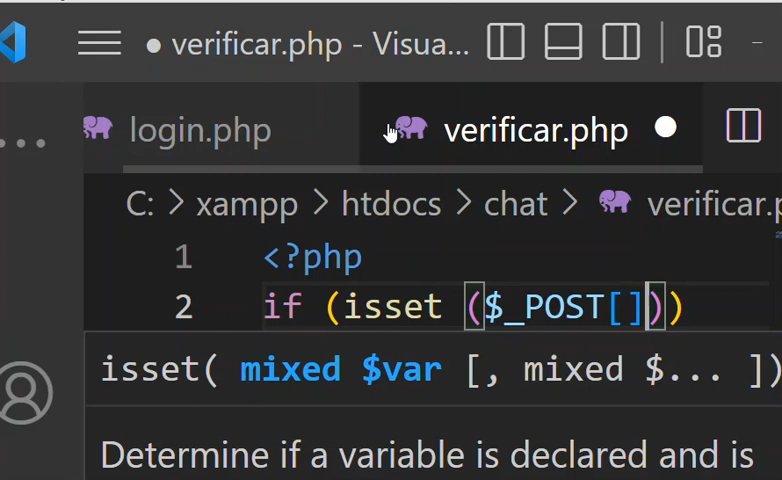 verificar.php - Visua...
login.php
verificar.php
C: > xampp > htdocs > chat > verificar.p
1 <?php
2 if (isset ($_POST[]))
isset( mixed $var [, mixed $... ])
Determine if a variable is declared and is